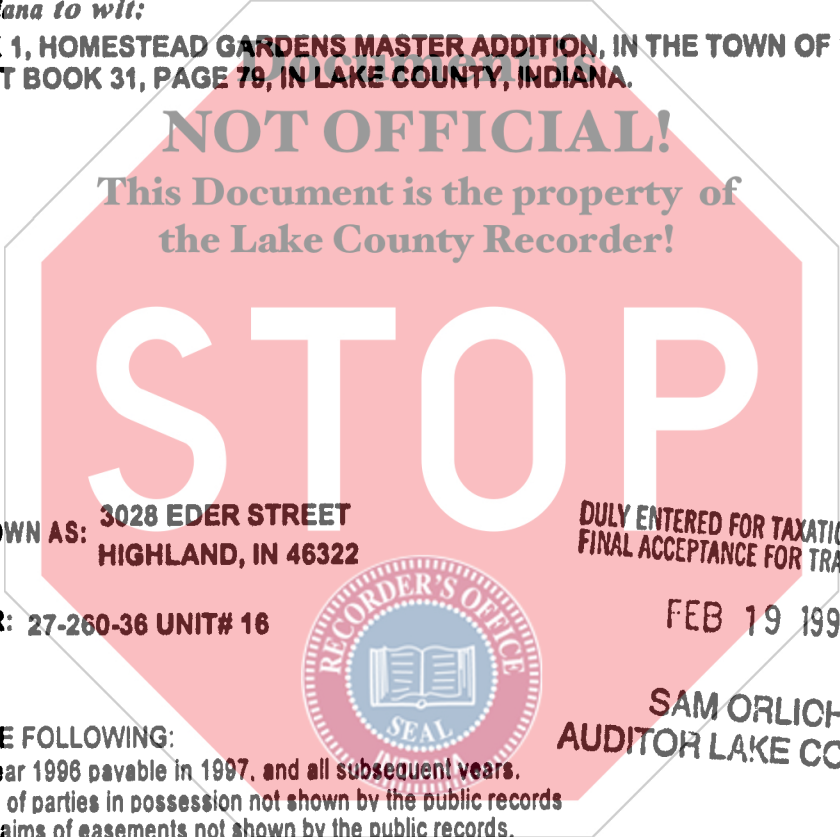 ana to wit:
1, HOMESTEAD GARDENS MASTER ADDITION, IN THE TOWN OF
T BOOK 31, PAGE 79, IN LAKE COUNTY, INDIANA.
Document is
NOT OFFICIAL!
This Document is the property of
the Lake County Recorder!
STOP
OWN AS: 3028 EDER STREET
HIGHLAND, IN 46322
DULY ENTERED FOR TAXATIO
FINAL ACCEPTANCE FOR TRA
R: 27-260-36 UNIT# 16
FEB 19 199
RECORDER'S OFFICE
SEAL
INDIANA
SAM ORLICH
AUDITOR LAKE CO
E FOLLOWING:
ear 1996 payable in 1997, and all subsequent years.
of parties in possession not shown by the public records
aims of easements not shown by the public records.